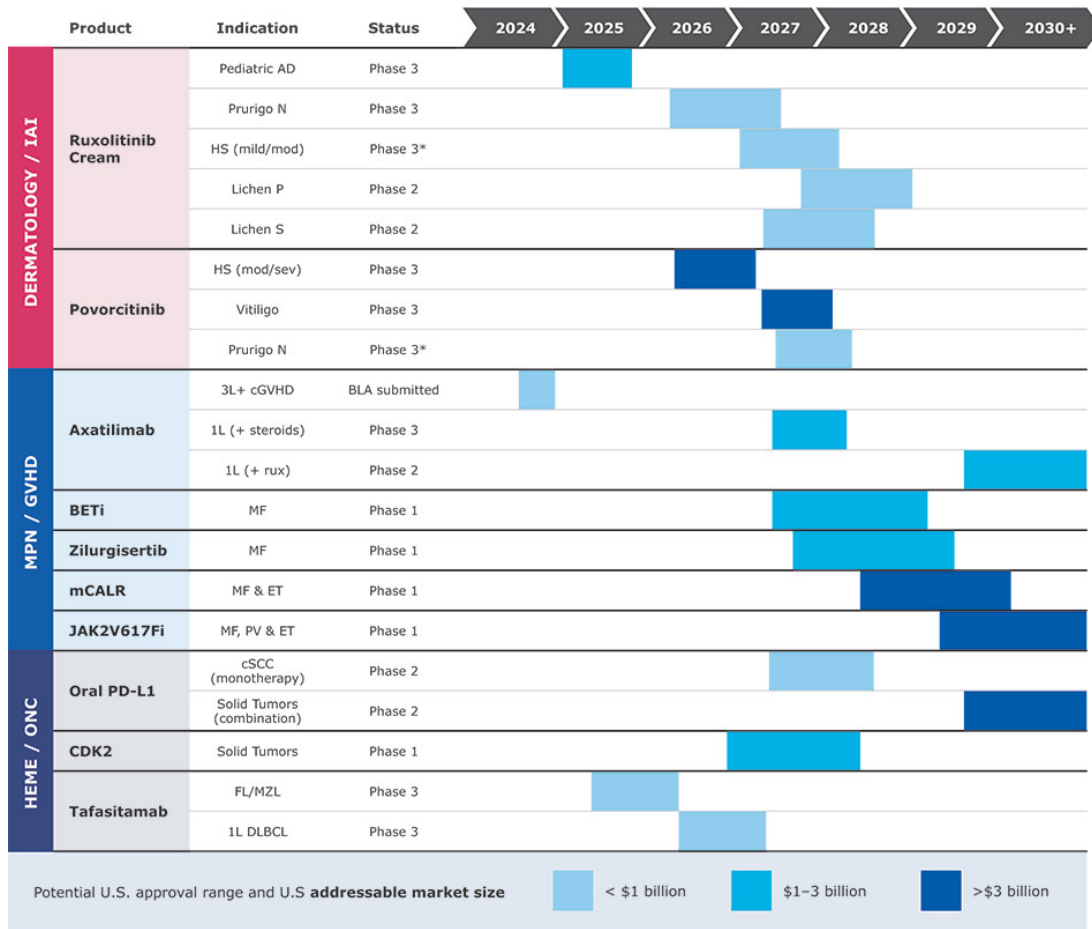 Product Indication Status 2024 2025 2026 2027 2028 2029 2030+
DERMATOLOGY / IAI
Ruxolitinib
Cream
Pediatric AD Phase 3
Prurigo N Phase 3
HS (mild/mod) Phase 3*
Lichen P Phase 2
Lichen S Phase 2
Povorcitinib
HS (mod/sev) Phase 3
Vitiligo Phase 3
Prurigo N Phase 3*
MPN / GVHD
Axatilimab
3L+ cGVHD BLA submitted
1L (+ steroids) Phase 3
1L (+ rux) Phase 2
BETi MF Phase 1
Zilurgisertib MF Phase 1
mCALR MF & ET Phase 1
JAK2V617Fi MF, PV & ET Phase 1
HEME / ONC
Oral PD-L1
cSCC
(monotherapy) Phase 2
Solid Tumors
(combination) Phase 2
CDK2 Solid Tumors Phase 1
Tafasitamab
FL/MZL Phase 3
1L DLBCL Phase 3
Potential U.S. approval range and U.S addressable market size < $1 billion $1–3 billion >$3 billion